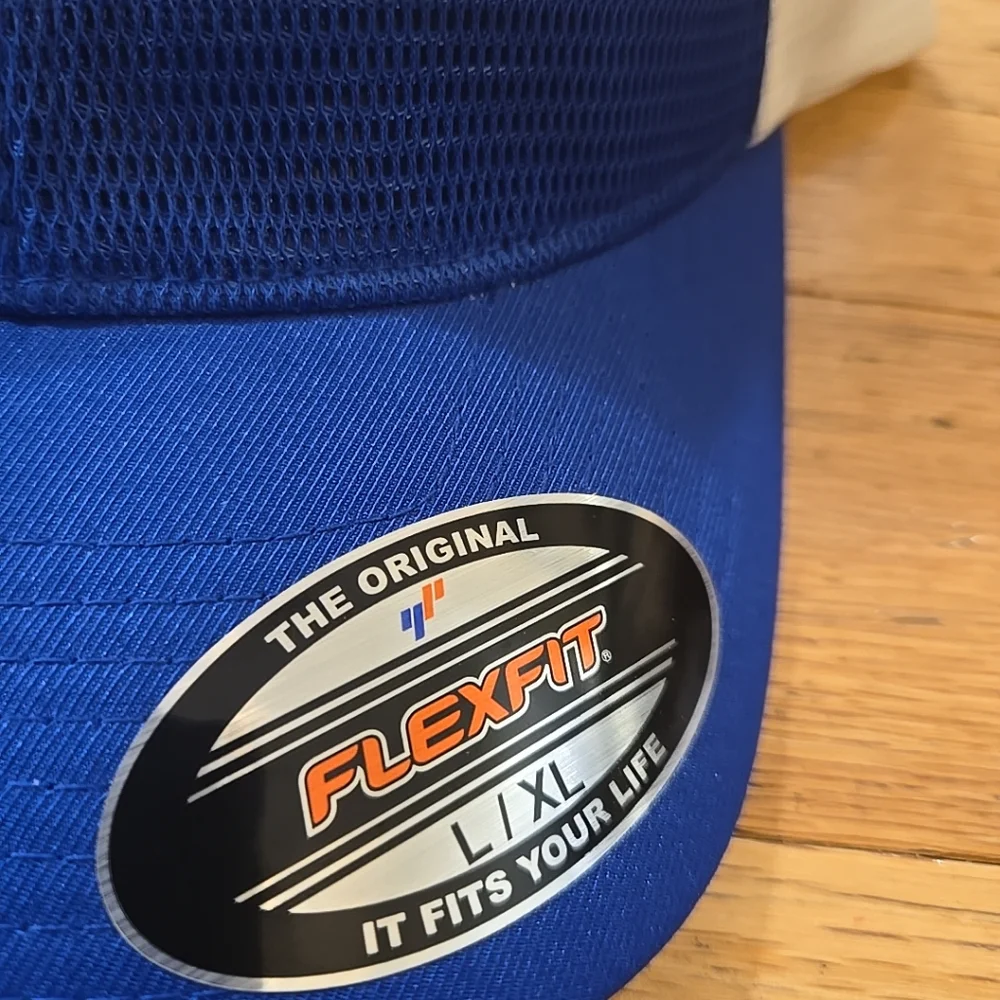 THE ORIGINAL
FLEXFIT®
L/XL
IT FITS YOUR LIFE